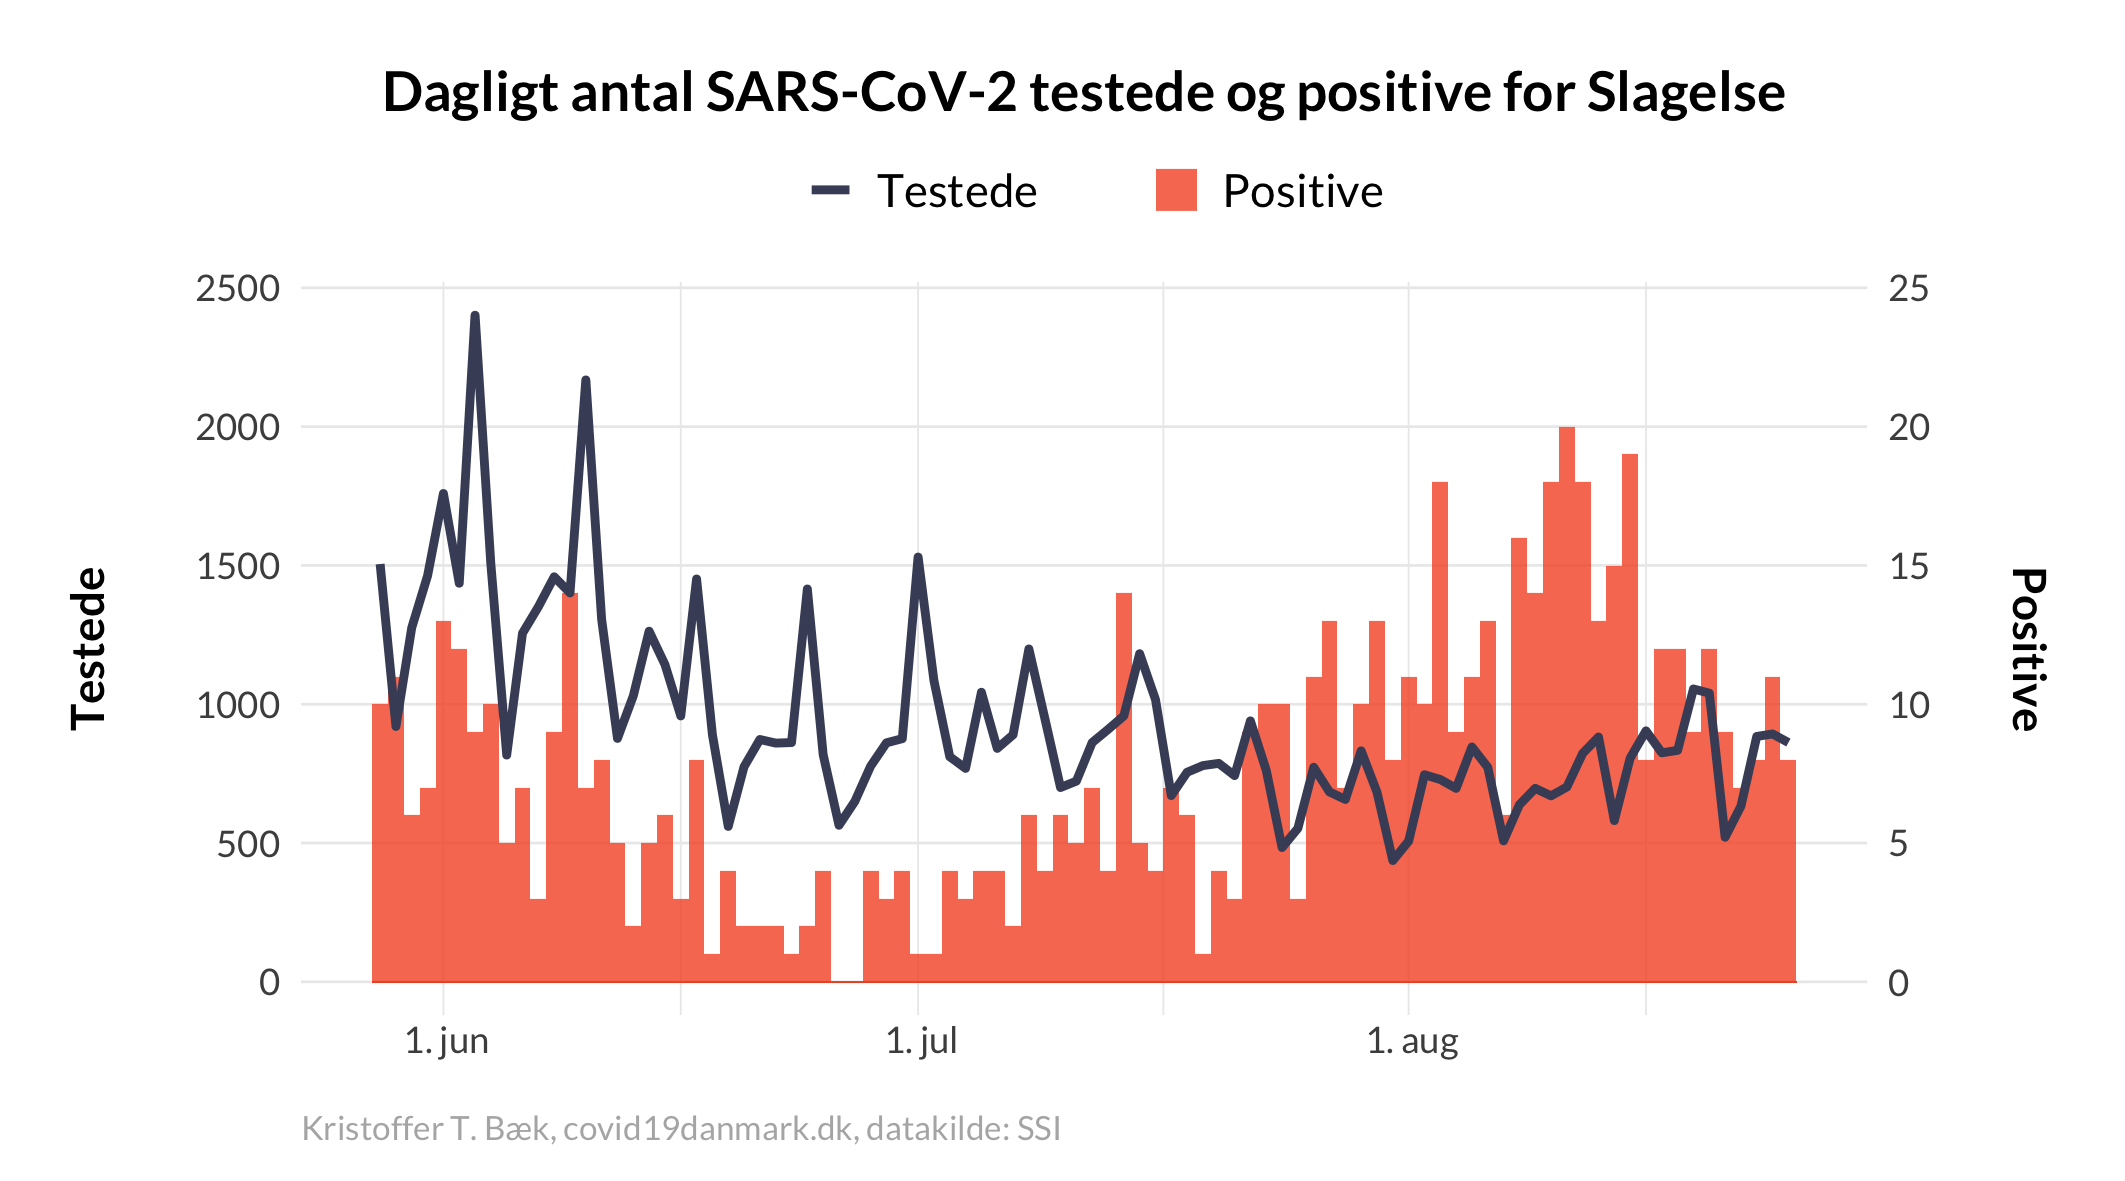 Dagligt antal SARS-CoV-2 testede og positive for Slagelse
Testede
Positive
2500
25
2000
20
1500
15
1000
10
500
5
0
0
Testede
Positive
1. jun
1. jul
1. aug
Kristoffer T. Bæk, covid19danmark.dk, datakilde: SSI